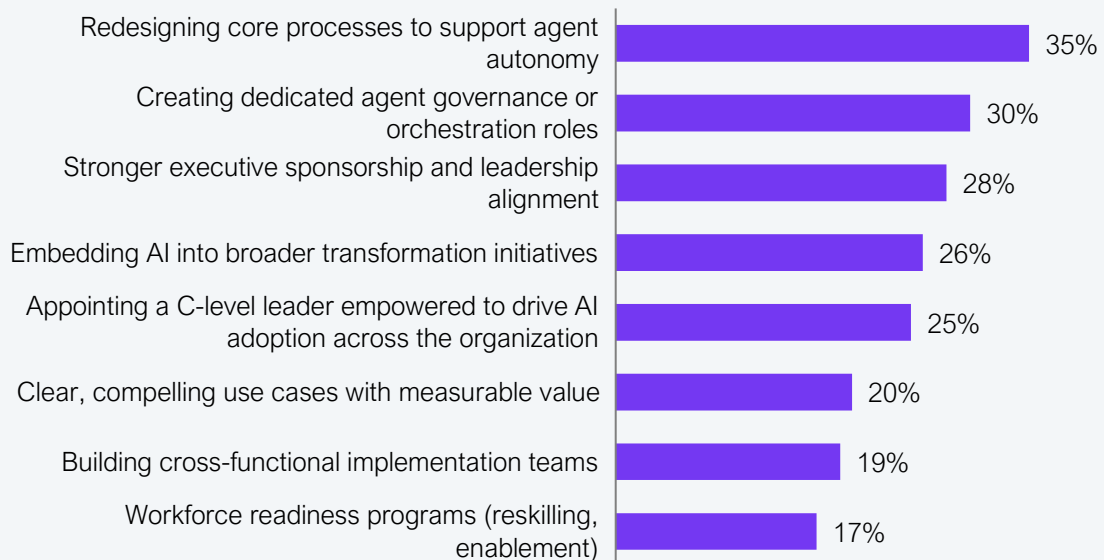 Redesigning core processes to support agent
autonomy
35%
Creating dedicated agent governance or
orchestration roles
30%
Stronger executive sponsorship and leadership
alignment
28%
Embedding AI into broader transformation initiatives
26%
Appointing a C-level leader empowered to drive AI
adoption across the organization
25%
Clear, compelling use cases with measurable value
20%
Building cross-functional implementation teams
19%
Workforce readiness programs (reskilling,
enablement)
17%